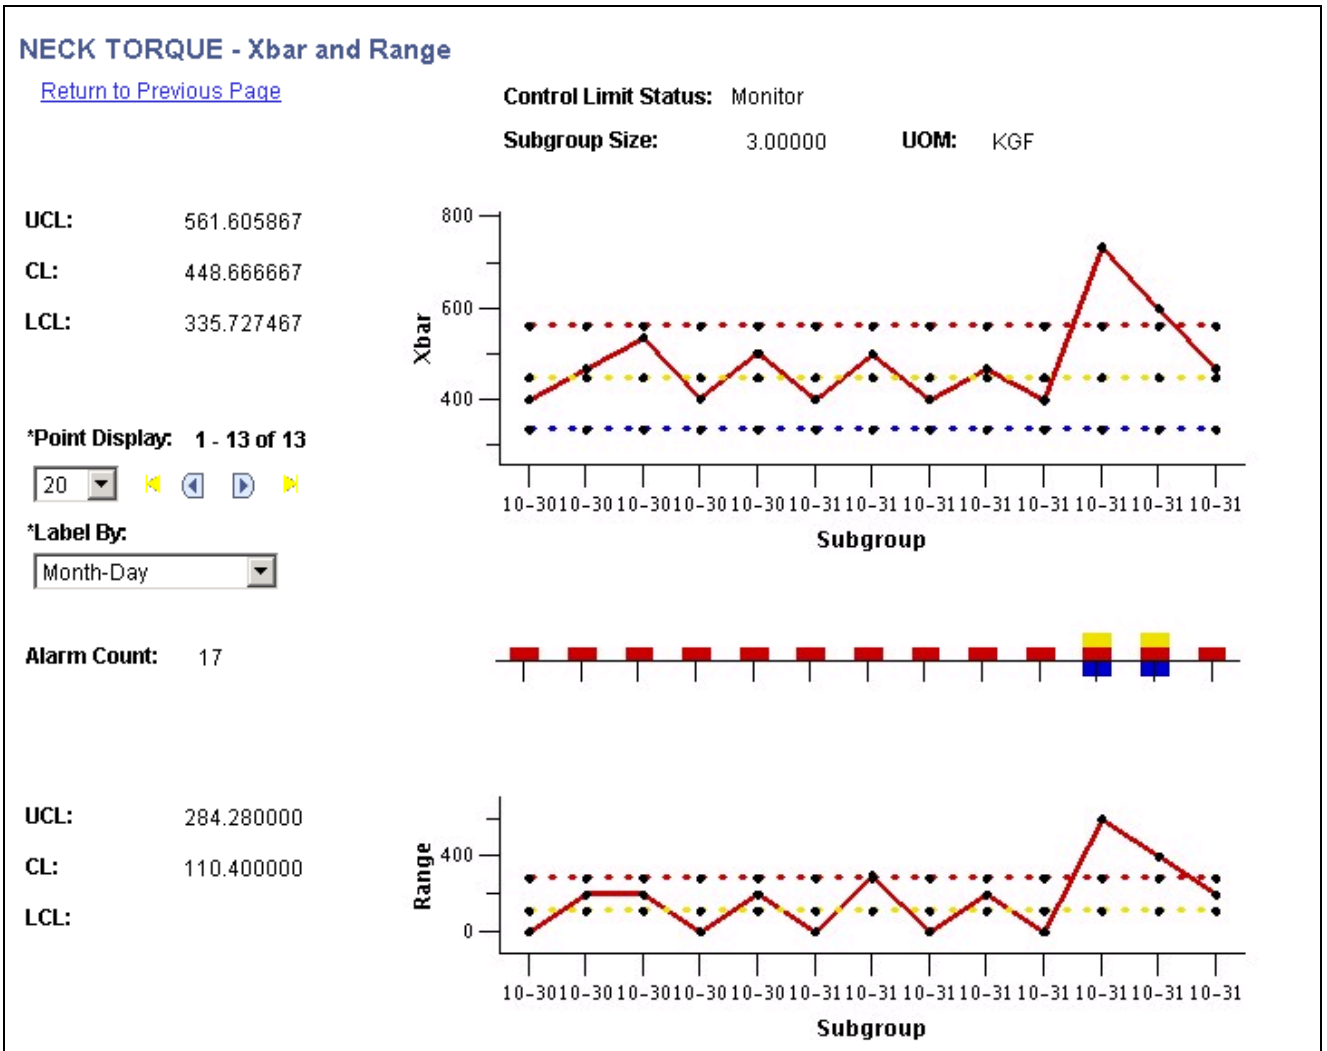 NECK TORQUE - Xbar and Range
Return to Previous Page
Control Limit Status: Monitor
Subgroup Size: 3.00000 UOM: KGF
UCL: 561.605867
CL: 448.666667
LCL: 335.727467
800
600
400
Xbar
10-30 10-30 10-30 10-30 10-30 10-31 10-31 10-31 10-31 10-31 10-31 10-31 10-31
Subgroup
*Point Display: 1 - 13 of 13
20
*Label By:
Month-Day
Alarm Count: 17
UCL: 284.280000
CL: 110.400000
LCL:
400
0
Range
10-30 10-30 10-30 10-30 10-30 10-31 10-31 10-31 10-31 10-31 10-31 10-31 10-31
Subgroup